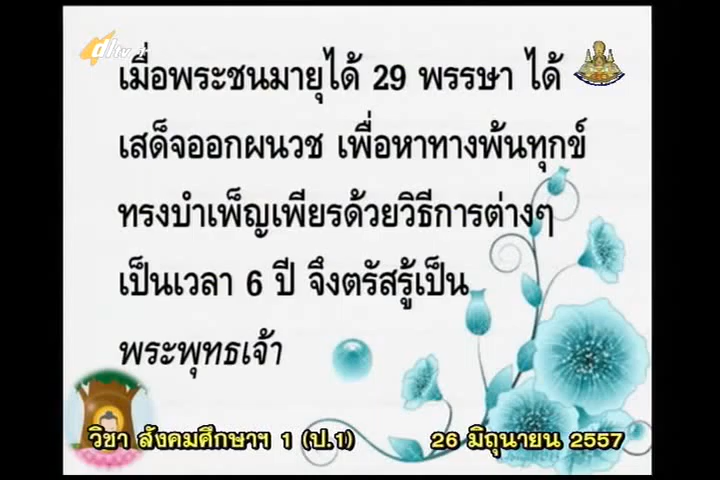 dltv 1
เมื่อพระชนมายุได้ 29 พรรษา ได้
เสด็จออกผนวช เพื่อหาทางพ้นทุกข์
ทรงบำเพ็ญเพียรด้วยวิธีการต่างๆ
เป็นเวลา 6 ปี จึงตรัสรู้เป็น
พระพุทธเจ้า
วิชา สังคมศึกษาฯ 1 (ป.1) 26 มิถุนายน 2557